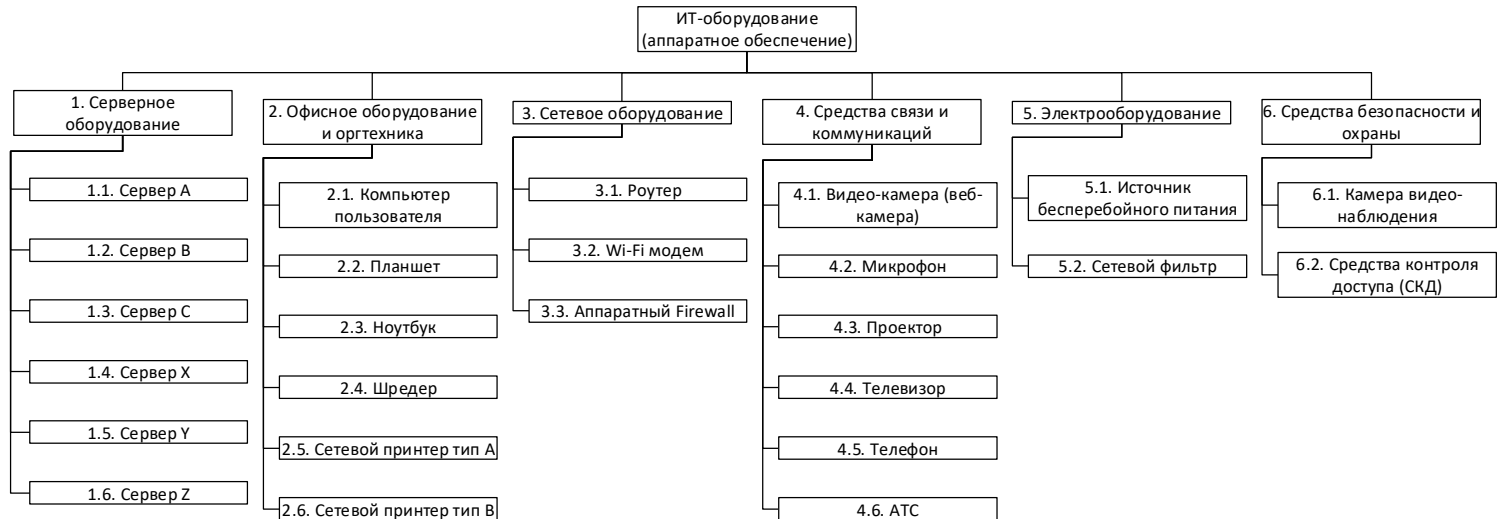 ИТ-оборудование
(аппаратное обеспечение)
1. Серверное
оборудование
1.1. Сервер A
1.2. Сервер B
1.3. Сервер C
1.4. Сервер X
1.5. Сервер Y
1.6. Сервер Z
2. Офисное оборудование
и оргтехника
2.1. Компьютер
пользователя
2.2. Планшет
2.3. Ноутбук
2.4. Шредер
2.5. Сетевой принтер тип A
2.6. Сетевой принтер тип B
3. Сетевое оборудование
3.1. Роутер
3.2. Wi-Fi модем
3.3. Аппаратный Firewall
4. Средства связи и
коммуникаций
4.1. Видео-камера (веб-
камера)
4.2. Микрофон
4.3. Проектор
4.4. Телевизор
4.5. Телефон
4.6. АТС
5. Электрооборудование
5.1. Источник
бесперебойного питания
5.2. Сетевой фильтр
6. Средства безопасности и
охраны
6.1. Камера видео-
наблюдения
6.2. Средства контроля
доступа (СКД)